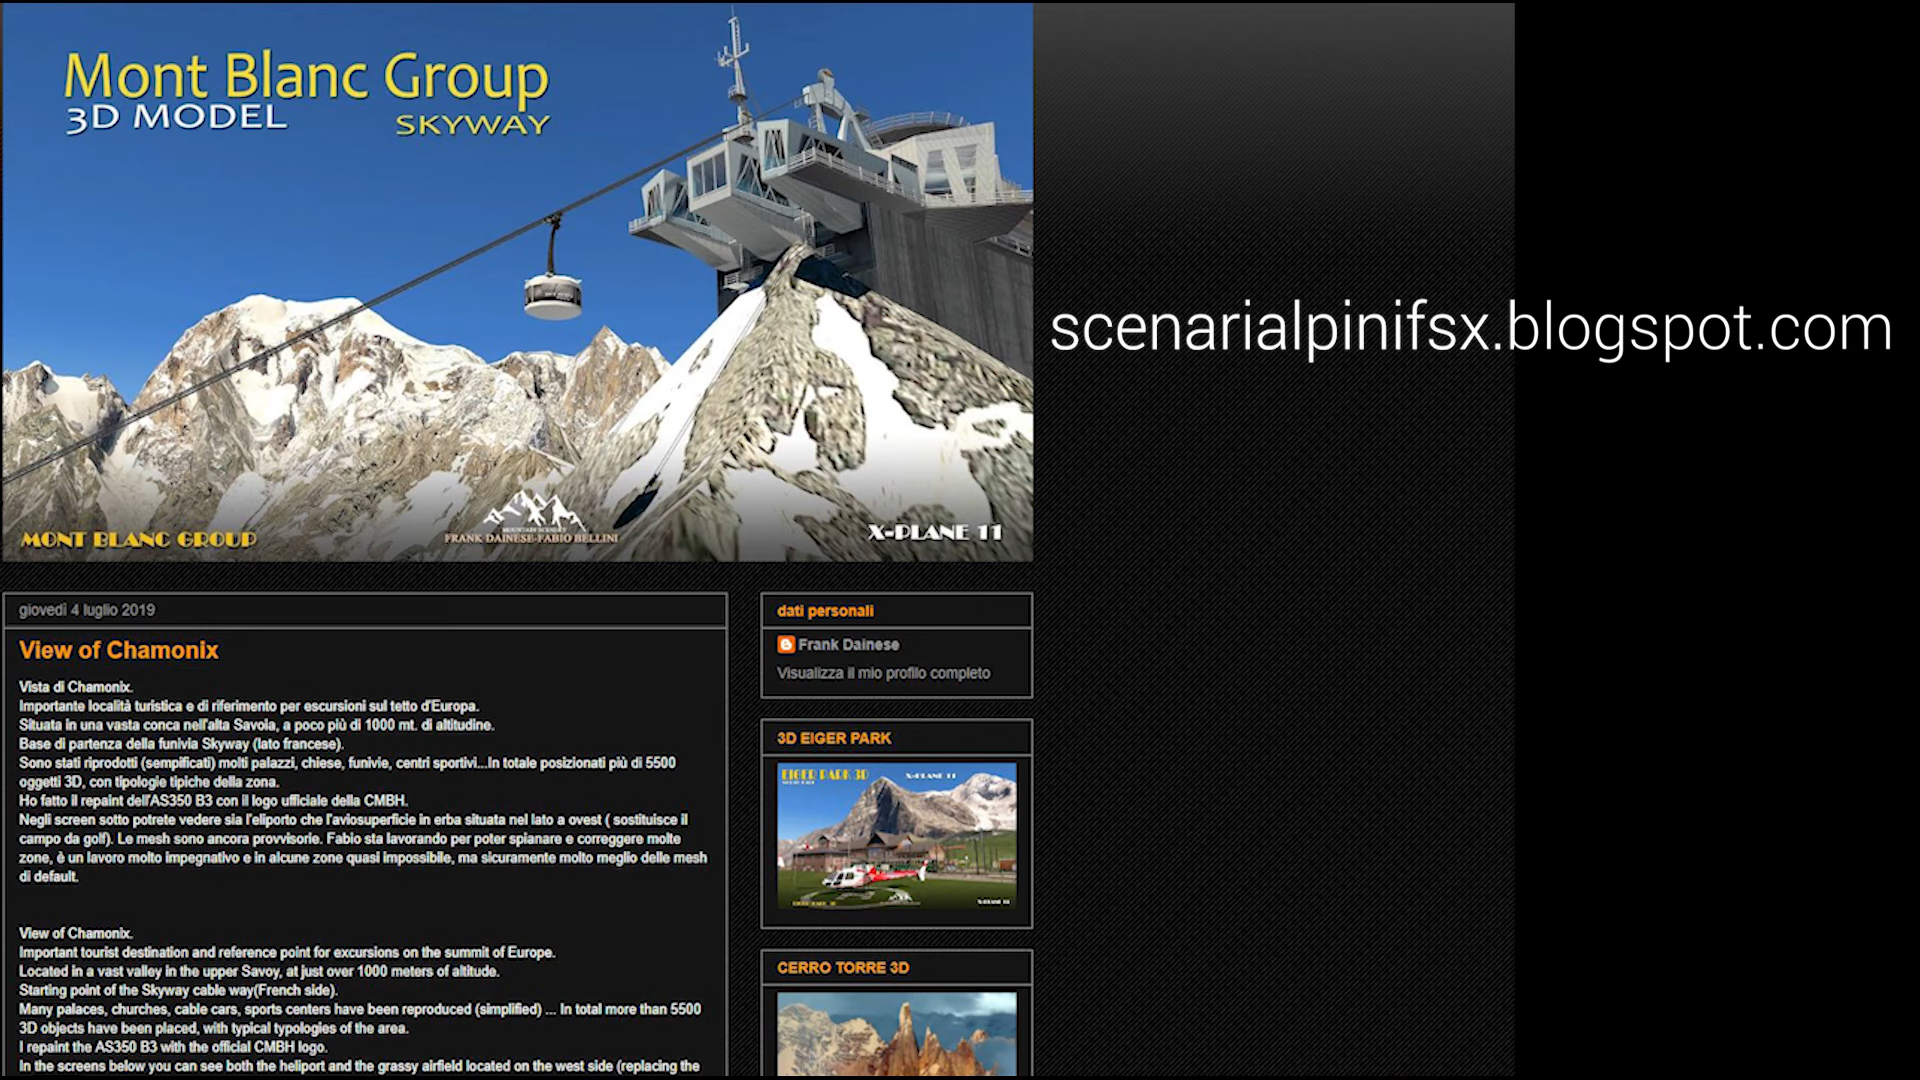 Mont Blanc Group
3D MODEL
SKYWAY
scenarialpinifsx.blogspot.com
MONT BLANC GROUP
MOUNTAIN SCENERY
FRANK DAINESE-FABIO BELLINI
X-PLANE 11
giovedì 4 luglio 2019
View of Chamonix
Vista di Chamonix.
Importante località turistica e di riferimento per escursioni sul tetto d'Europa.
Situata in una vasta conca nell'alta Savoia, a poco più di 1000 mt. di altitudine.
Base di partenza della funivia Skyway (lato francese).
Sono stati riprodotti (sempificati) molti palazzi, chiese, funivie, centri sportivi...In totale posizionati più di 5500
oggetti 3D, con tipologie tipiche della zona.
Ho fatto il repaint dell'AS350 B3 con il logo ufficiale della CMBH.
Negli screen sotto potrete vedere sia l'eliporto che l'aviosuperficie in erba situata nel lato a ovest ( sostituisce il
campo da golf). Le mesh sono ancora provvisorie. Fabio sta lavorando per poter spianare e correggere molte
zone, è un lavoro molto impegnativo e in alcune zone quasi impossibile, ma sicuramente molto meglio delle mesh
di default.
View of Chamonix.
Important tourist destination and reference point for excursions on the summit of Europe.
Located in a vast valley in the upper Savoy, at just over 1000 meters of altitude.
Starting point of the Skyway cable way(French side).
Many palaces, churches, cable cars, sports centers have been reproduced (simplified) ... In total more than 5500
3D objects have been placed, with typical typologies of the area.
I repaint the AS350 B3 with the official CMBH logo.
In the screens below you can see both the heliport and the grassy airfield located on the west side (replacing the
dati personali
Frank Dainese
Visualizza il mio profilo completo
3D EIGER PARK
EIGER PARK 3D
X-PLANE 11
X-PLANE 11
CERRO TORRE 3D